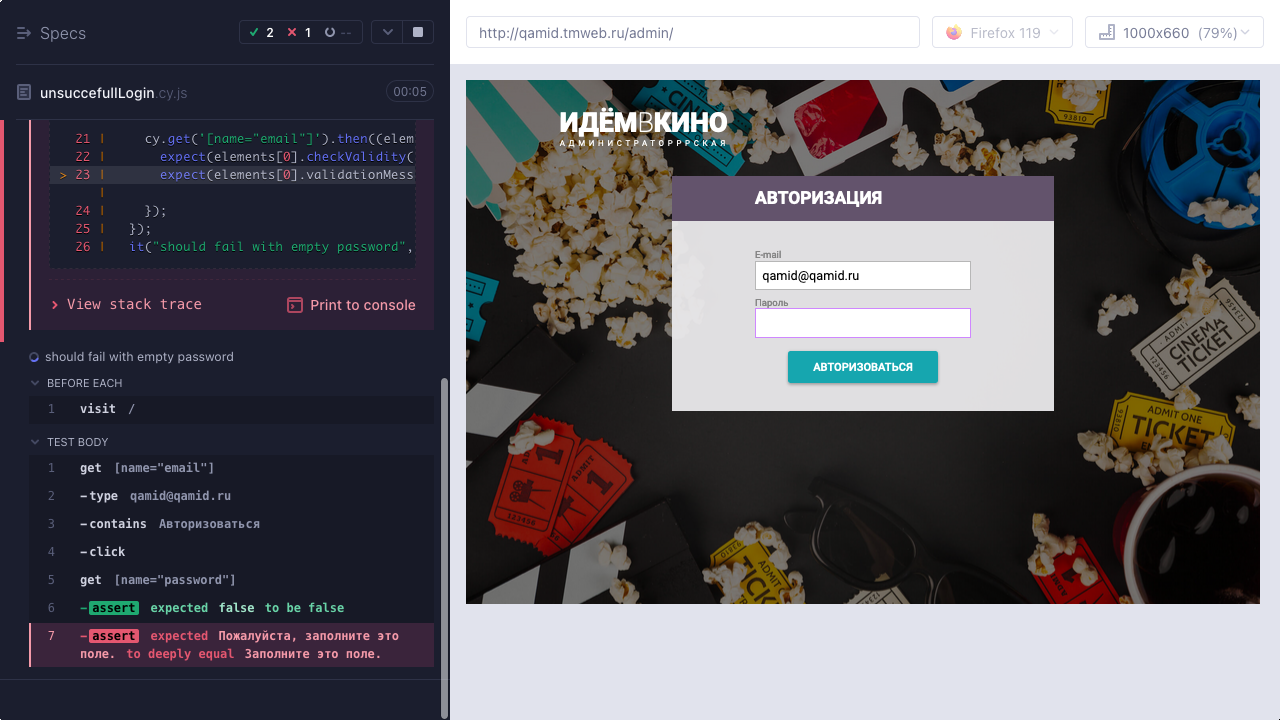 Specs
2
1
--
unsuccefullLogin.cy.js
00:05
21 | cy.get('[name="email"]').then((elem
22 | expect(elements[0].checkValidity(
> 23 | expect(elements[0].validationMess
|
24 | });
25 | });
26 | it("should fail with empty password",
View stack trace
Print to console
should fail with empty password
BEFORE EACH
1 visit /
TEST BODY
1 get [name="email"]
2 -type qamid@qamid.ru
3 -contains Авторизоваться
4 -click
5 get [name="password"]
6 -assert expected false to be false
7 -assert expected Пожалуйста, заполните это
поле. to deeply equal Заполните это поле.
http://qamid.tmweb.ru/admin/
Firefox 119
1000x660 (79%)
ИДЁМВКИНО
АДМИНИСТРАТОРРРСКАЯ
АВТОРИЗАЦИЯ
E-mail
qamid@qamid.ru
Пароль
АВТОРИЗОВАТЬСЯ
CINEMA
TICKET
ADMIT ONE
TICKET